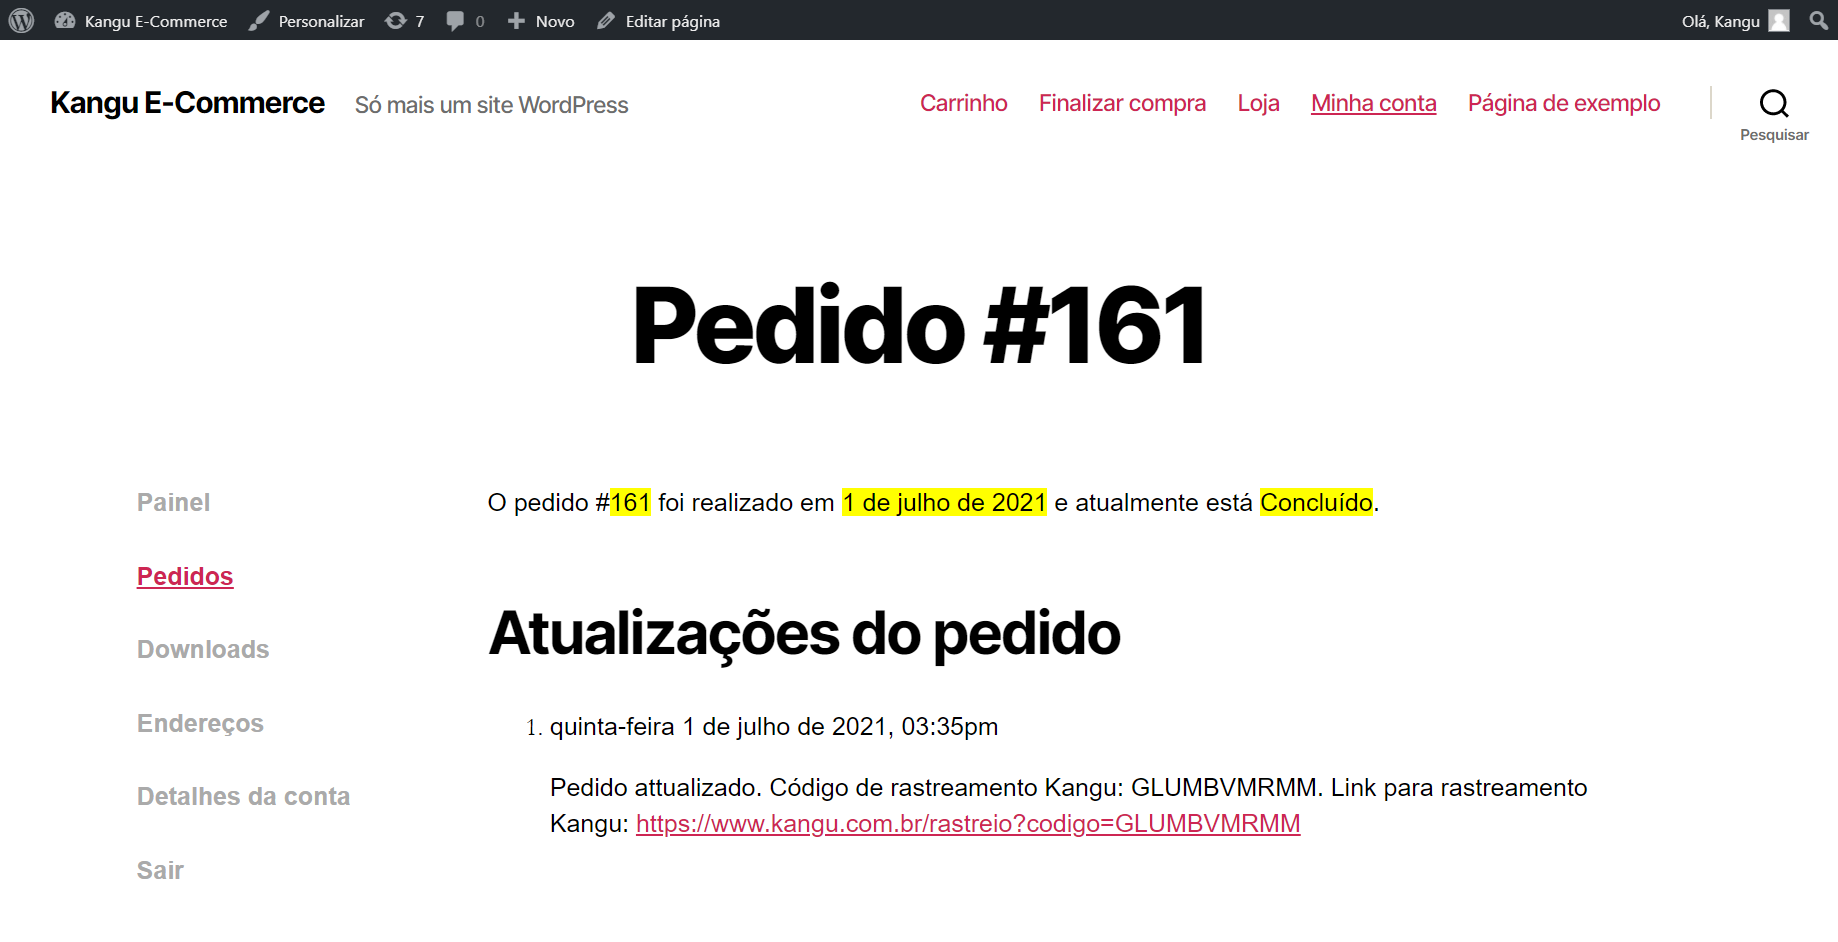 Kangu E-Commerce Personalizar 7 0 Novo Editar página Olá, Kangu
Kangu E-Commerce Só mais um site WordPress Carrinho Finalizar compra Loja Minha conta Página de exemplo
Pesquisar
Pedido #161
Painel
Pedidos
Downloads
Endereços
Detalhes da conta
Sair
O pedido #161 foi realizado em 1 de julho de 2021 e atualmente está Concluído.
Atualizações do pedido
1. quinta-feira 1 de julho de 2021, 03:35pm
Pedido attualizado. Código de rastreamento Kangu: GLUMBVMRMM. Link para rastreamento
Kangu: https://www.kangu.com.br/rastreio?codigo=GLUMBVMRMM